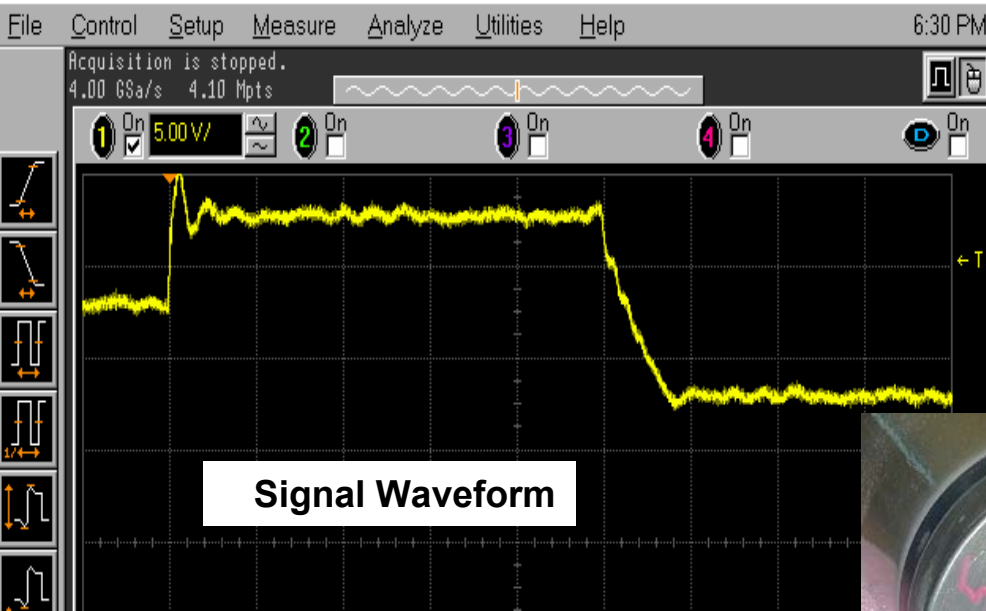 File Control Setup Measure Analyze Utilities Help 6:30 PM
Acquisition is stopped.
4.00 GSa/s 4.10 Mpts
1 On 5.00 V/ 2 On 3 On 4 On D On
T
Signal Waveform
1/